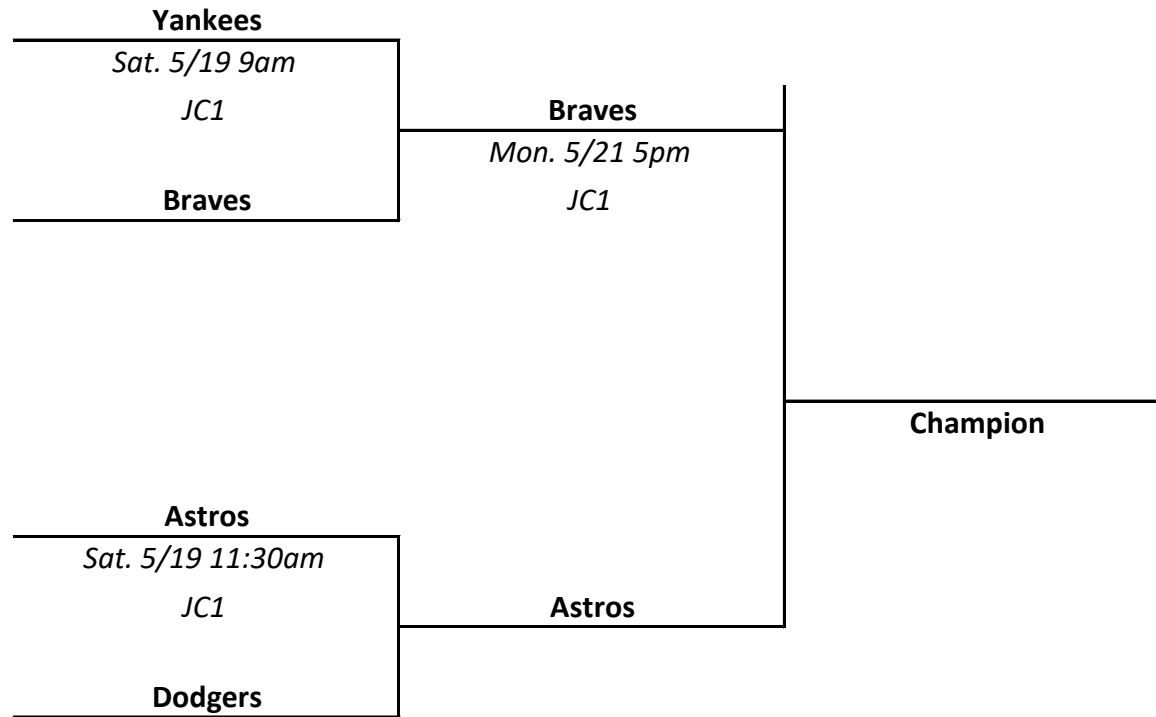 Yankees
Sat. 5/19 9am
JC1
Braves
Braves
Mon. 5/21 5pm
JC1
Champion
Astros
Sat. 5/19 11:30am
JC1
Astros
Dodgers